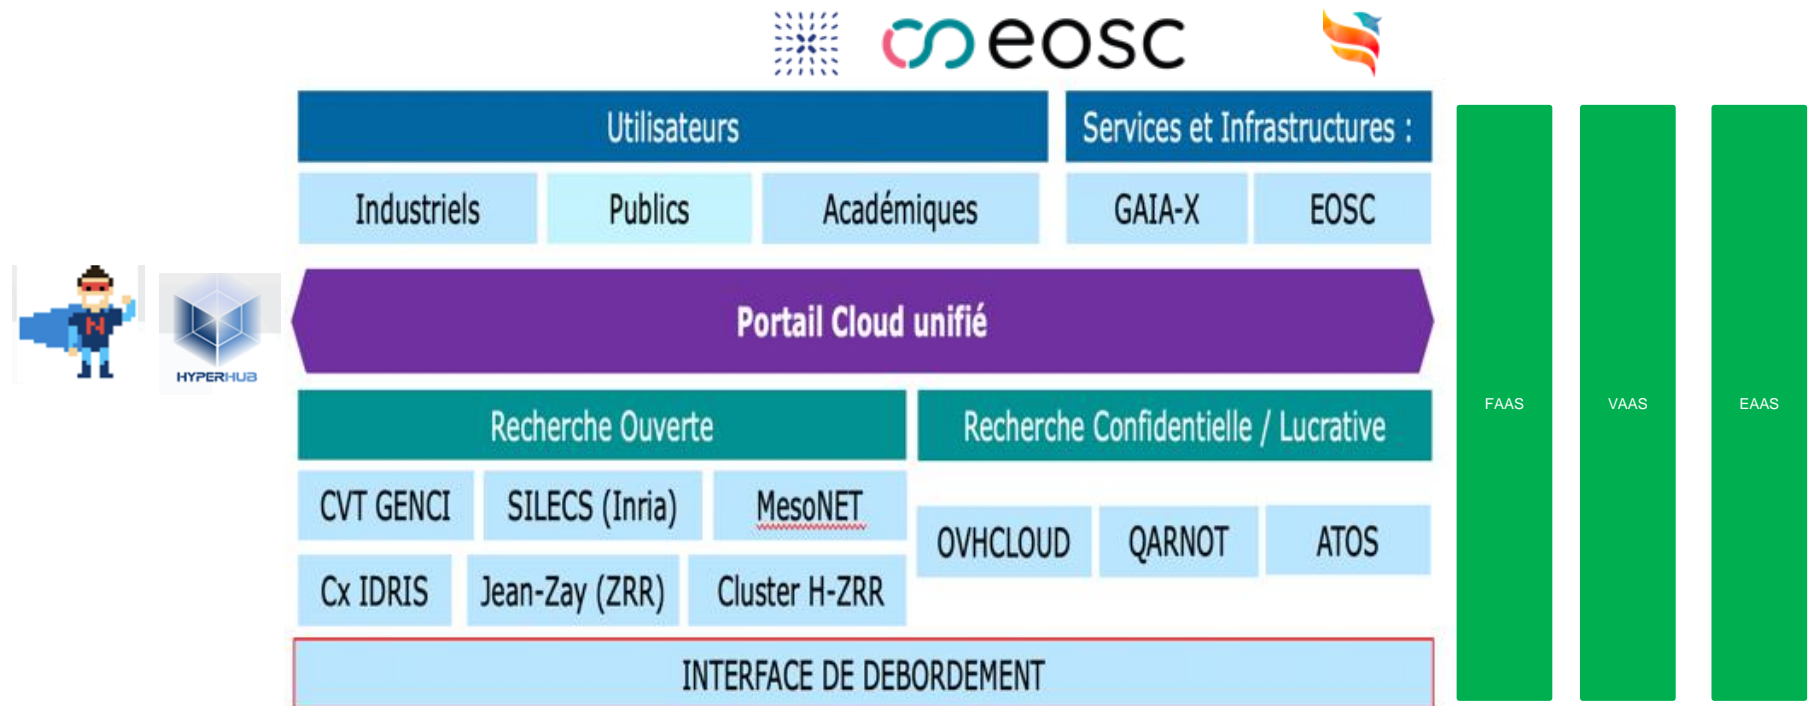 eosc
Utilisateurs
Services et Infrastructures :
Industriels
Publics
Académiques
GAIA-X
EOSC
N
HYPERHUB
Portail Cloud unifié
FAAS
VAAS
EAAS
Recherche Ouverte
Recherche Confidentielle / Lucrative
CVT GENCI
SILECS (Inria)
MesoNET
OVHCLOUD
QARNOT
ATOS
Cx IDRIS
Jean-Zay (ZRR)
Cluster H-ZRR
INTERFACE DE DEBORDEMENT